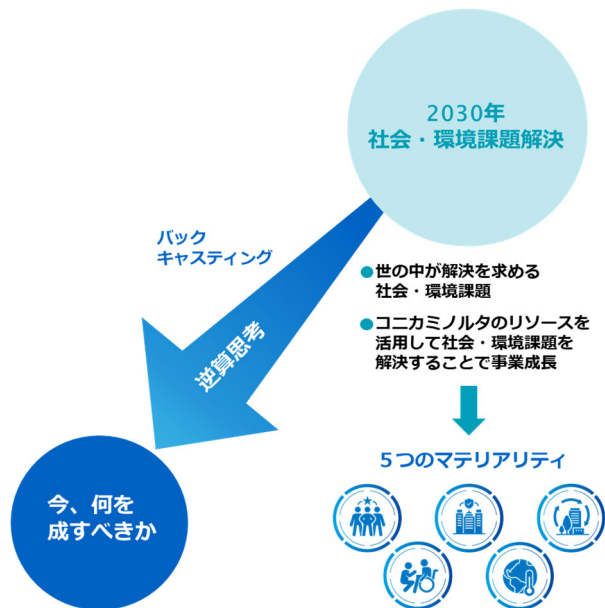 2030年
社会・環境課題解決
バック
キャスティング
逆算思考
●世の中が解決を求める
社会・環境課題
●コニカミノルタのリソースを
活用して社会・環境課題を
解決することで事業成長
5つのマテリアリティ
今、何を
成すべきか